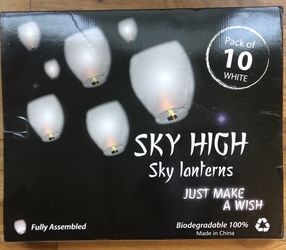 Pack of
10
WHITE
SKY HIGH
Sky lanterns
JUST MAKE
A WISH
Fully Assembled
Biodegradable 100%
Made in China